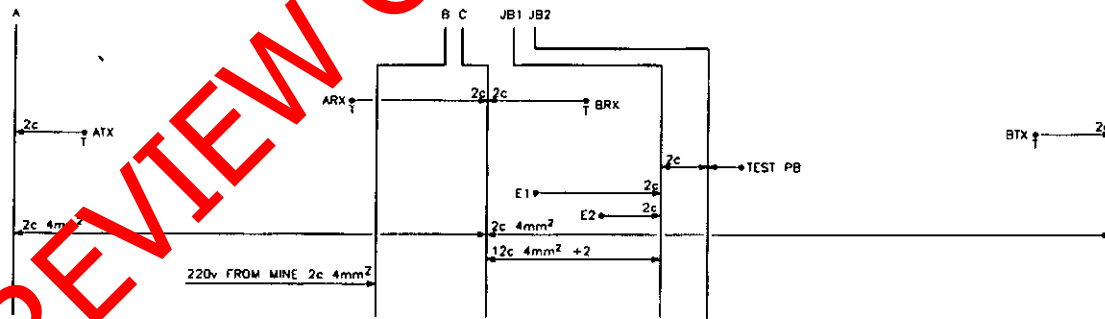 A
B C JB1 JB2
ARX T 2c 2c T BRX
2c T ATX
BTX T
2c TEST PB
E1 2c
E2 2c
2c 4mm² 2c 4mm²
12c 4mm² +2
220v FROM MINE 2c 4mm²
PREVIEW